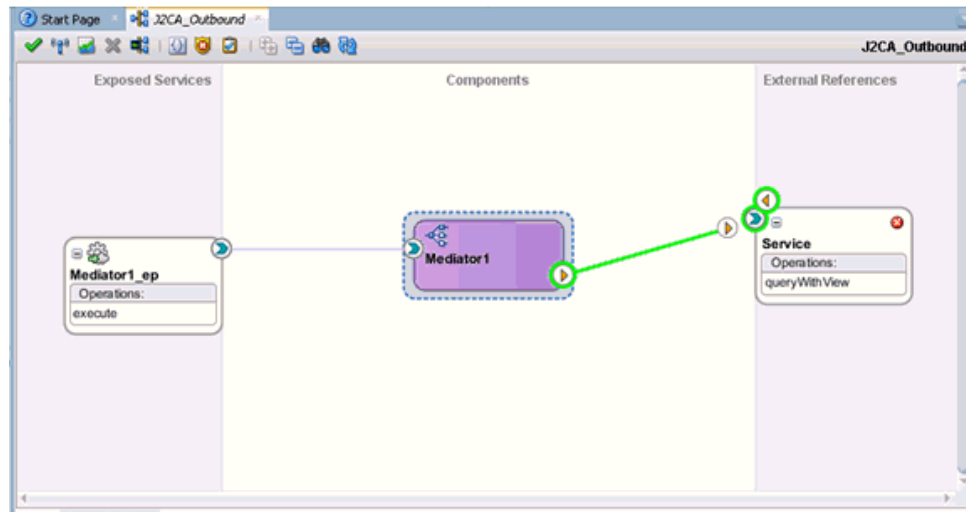 Start Page
J2CA_Outbound
J2CA_Outbound
Exposed Services
Components
External References
Mediator1_ep
Operations:
execute
Mediator1
Service
Operations:
queryWithView